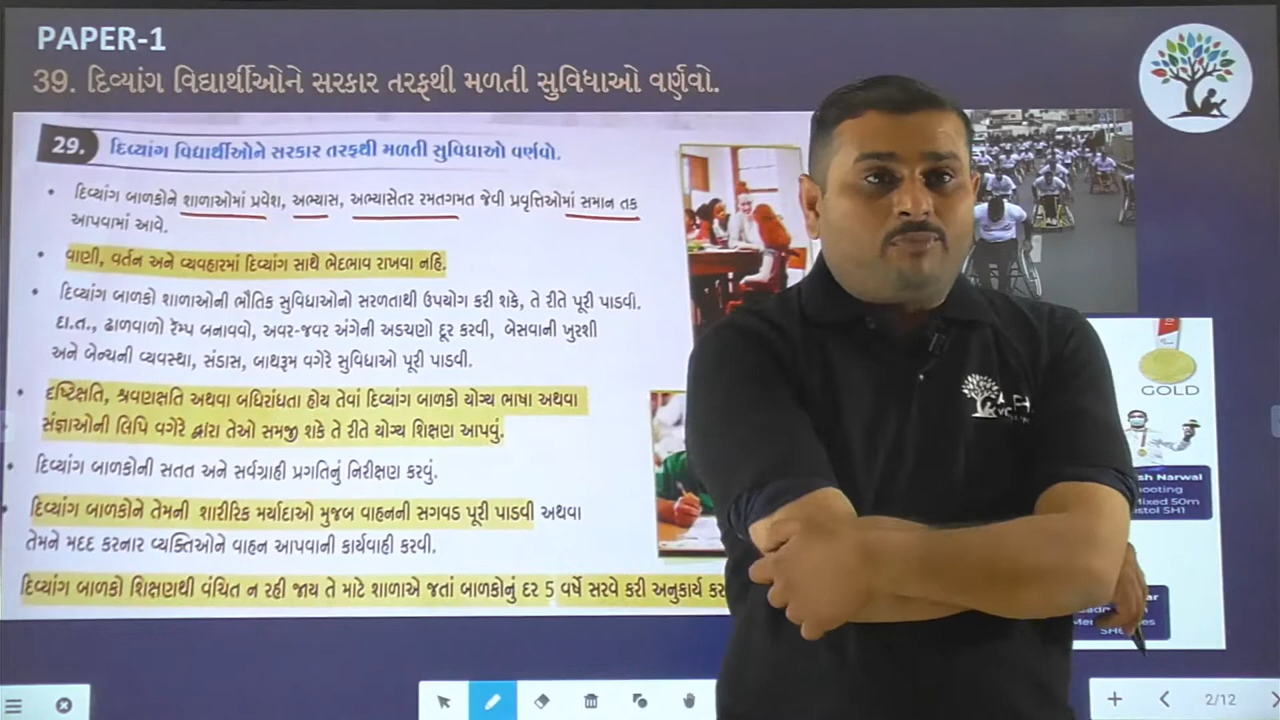 PAPER-1
39. દિવ્યાંગ વિદ્યાર્થીઓને સરકાર તરફથી મળતી સુવિધાઓ વર્ણવો.
29. દિવ્યાંગ વિદ્યાર્થીઓને સરકાર તરફથી મળતી સુવિધાઓ વર્ણવો.
• દિવ્યાંગ બાળકોને શાળાઓમાં પ્રવેશ, અભ્યાસ, અભ્યાસેતર રમતગમત જેવી પ્રવૃત્તિઓમાં સમાન તક
આપવામાં આવે.
• વાણી, વર્તન અને વ્યવહારમાં દિવ્યાંગ સાથે ભેદભાવ રાખવા નહિ.
• દિવ્યાંગ બાળકો શાળાઓની ભૌતિક સુવિધાઓનો સરળતાથી ઉપયોગ કરી શકે, તે રીતે પૂરી પાડવી.
દા.ત., ઢાળવાળો રૅમ્પ બનાવવો, અવર-જવર અંગેની અડચણો દૂર કરવી, બેસવાની ખુરશી
અને બેન્ચની વ્યવસ્થા, સંડાસ, બાથરૂમ વગેરે સુવિધાઓ પૂરી પાડવી.
• દૃષ્ટિક્ષતિ, શ્રવણક્ષતિ અથવા બધિરાંધતા હોય તેવાં દિવ્યાંગ બાળકો યોગ્ય ભાષા અથવા
સંજ્ઞાઓની લિપિ વગેરે દ્વારા તેઓ સમજી શકે તે રીતે યોગ્ય શિક્ષણ આપવું.
• દિવ્યાંગ બાળકોની સતત અને સર્વગ્રાહી પ્રગતિનું નિરીક્ષણ કરવું.
• દિવ્યાંગ બાળકોને તેમની શારીરિક મર્યાદાઓ મુજબ વાહનની સગવડ પૂરી પાડવી અથવા
તેમને મદદ કરનાર વ્યક્તિઓને વાહન આપવાની કાર્યવાહી કરવી.
દિવ્યાંગ બાળકો શિક્ષણથી વંચિત ન રહી જાય તે માટે શાળાએ જતાં બાળકોનું દર 5 વર્ષે સરવે કરી અનુકાર્ય
GOLD
Narwal
50m
SH1
2/12